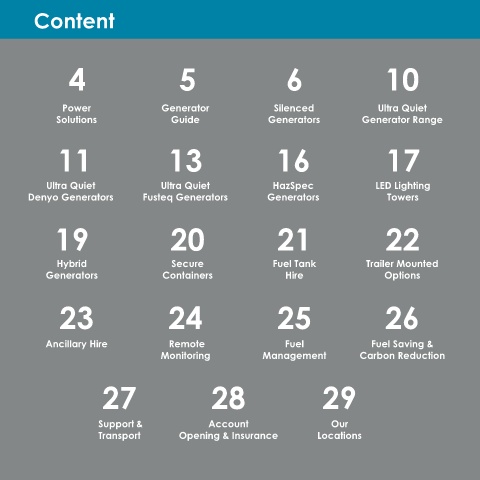 Content
4
Power
Solutions
5
Generator
Guide
6
Silenced
Generators
10
Ultra Quiet
Generator Range
11
Ultra Quiet
Denyo Generators
13
Ultra Quiet
Fusteq Generators
16
HazSpec
Generators
17
LED Lighting
Towers
19
Hybrid
Generators
20
Secure
Containers
21
Fuel Tank
Hire
22
Trailer Mounted
Options
23
Ancillary Hire
24
Remote
Monitoring
25
Fuel
Management
26
Fuel Saving &
Carbon Reduction
27
Support &
Transport
28
Account
Opening & Insurance
29
Our
Locations